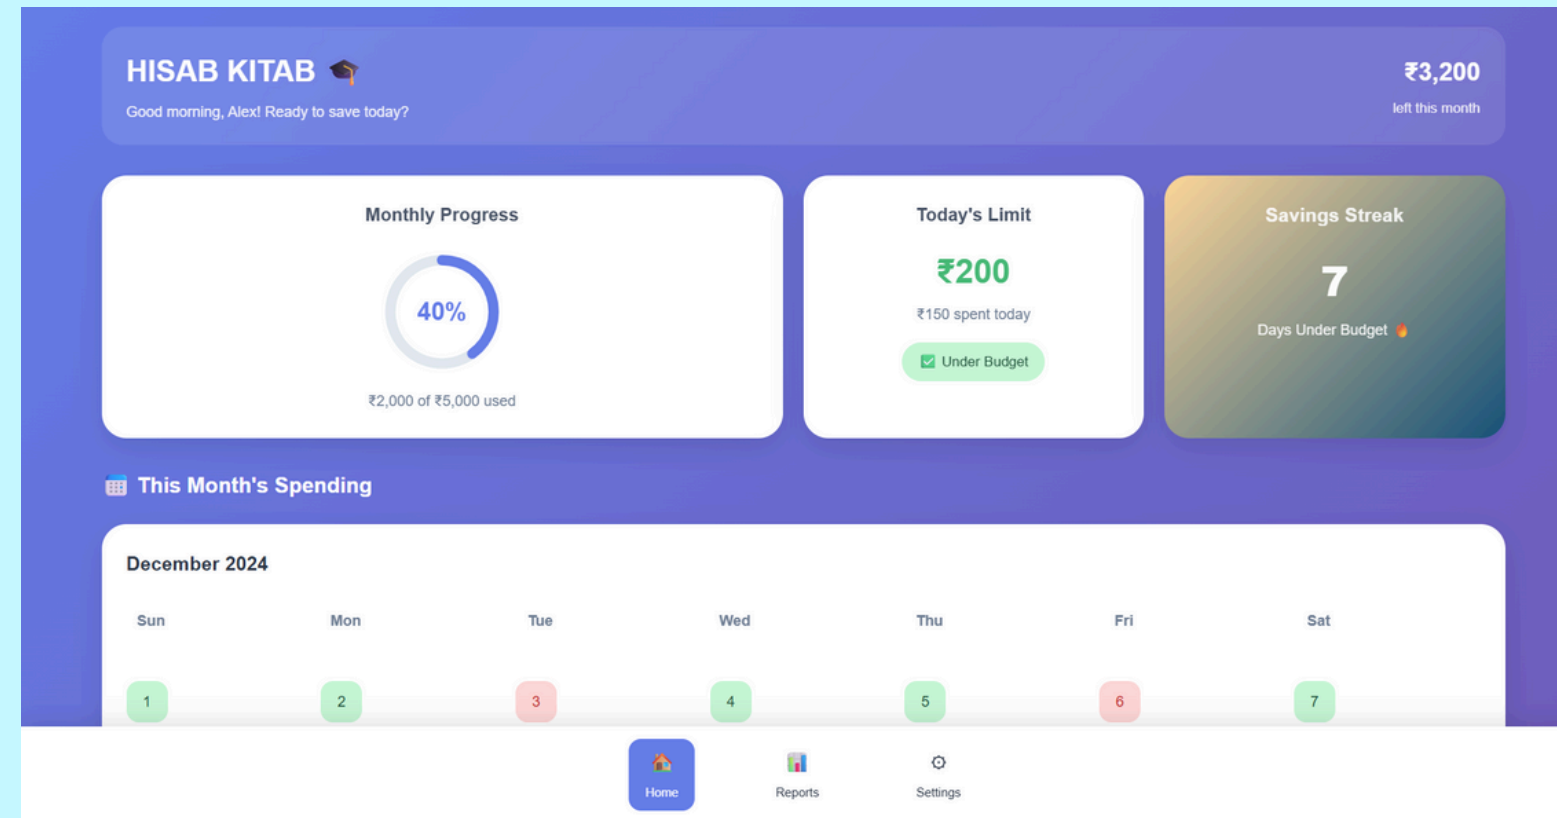 HISAB KITAB
Good morning, Alex! Ready to save today?
₹3,200
left this month
Monthly Progress
40%
₹2,000 of ₹5,000 used
Today's Limit
₹200
₹150 spent today
Under Budget
Savings Streak
7
Days Under Budget
This Month's Spending
December 2024
Sun Mon Tue Wed Thu Fri Sat
1 2 3 4 5 6 7
Home
Reports
Settings